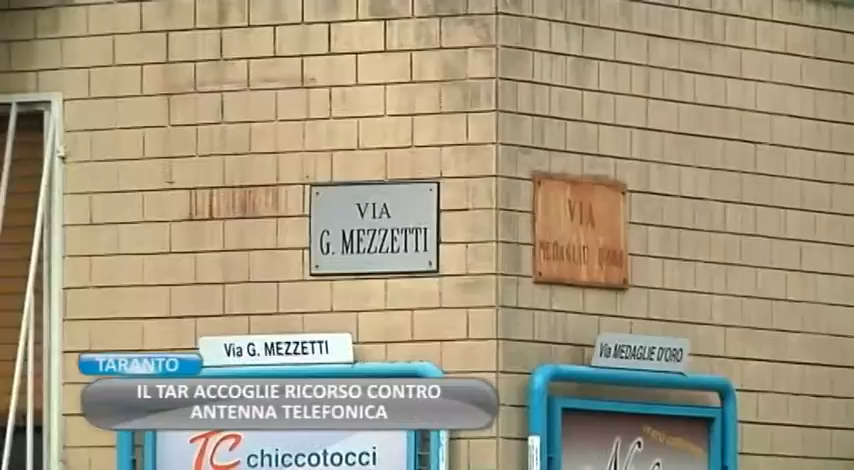 VIA
G. MEZZETTI
VIA
MEDAGLIE D'ORO
Via G. MEZZETTI
Via MEDAGLIE D'ORO
TARANTO
IL TAR ACCOGLIE RICORSO CONTRO
ANTENNA TELEFONICA
TC chiccotocci